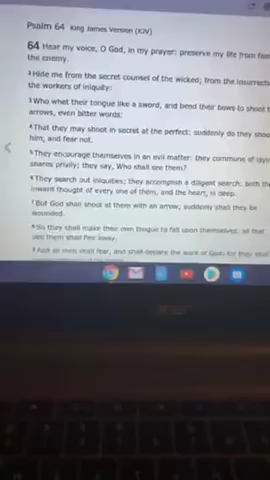 Psalm 64 King James Version (KJV)
64 Hear my voice, O God, in my prayer: preserve my life from
the enemy.
2 Hide me from the secret counsel of the wicked; from the
the workers of iniquity:
3 Who whet their tongue like a sword, and bend their bows to shoot
arrows, even bitter words:
4 That they may shoot in secret at the perfect: suddenly do they
him, and fear not.
5 They encourage themselves in an evil matter: they commune of
snares privily; they say, Who shall see them?
6 They search out iniquities; they accomplish a diligent search: both the
inward thought of every one of them, and the heart, is deep.
7 But God shall shoot at them with an arrow; suddenly shall they be
wounded.
8 So they shall make their own tongue to fall upon themselves: all that
see them shall flee away.
9 And all men shall fear, and shall declare the work of God; for they shall